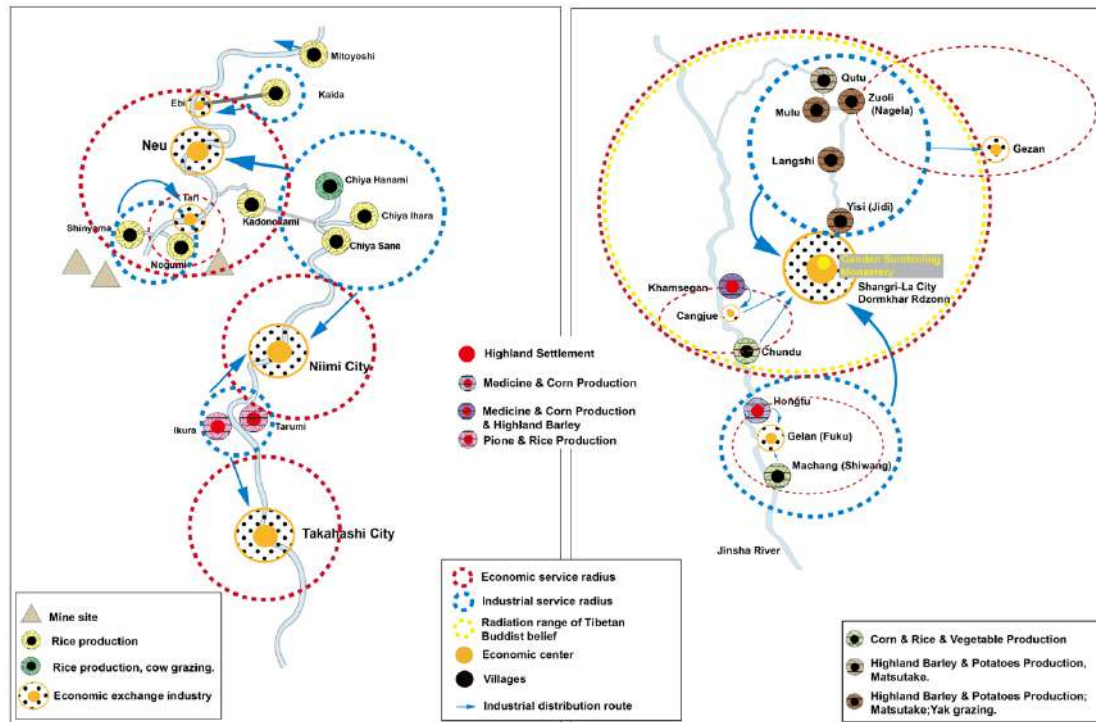 Mitoyoshi
Kaida
Ebi
Neu
Chiya Hanami
Tari
Chiya Ihara
Kadonokami
Shinyama
Chiya Sane
Nogumi
Niimi City
Ikura
Tarumi
Takahashi City
Mine site
Rice production
Rice production, cow grazing.
Economic exchange industry
Highland Settlement
Medicine & Corn Production
Medicine & Corn Production
& Highland Barley
Pione & Rice Production
Economic service radius
Industrial service radius
Radiation range of Tibetan
Buddist belief
Economic center
Villages
Industrial distribution route
Qutu
Zuoli
(Nagela)
Mulu
Gezan
Langshi
Yisi (Jidi)
Ganden Sumtseling
Monastery
Shangri-La City
Dormkhar Rdzonn
Khamsegan
Cangjue
Chundu
Hongtu
Gelan (Fuku)
Machang (Shiwang)
Jinsha River
Corn & Rice & Vegetable Production
Highland Barley & Potatoes Production,
Matsutake.
Highland Barley & Potatoes Production;
Matsutake;Yak grazing.